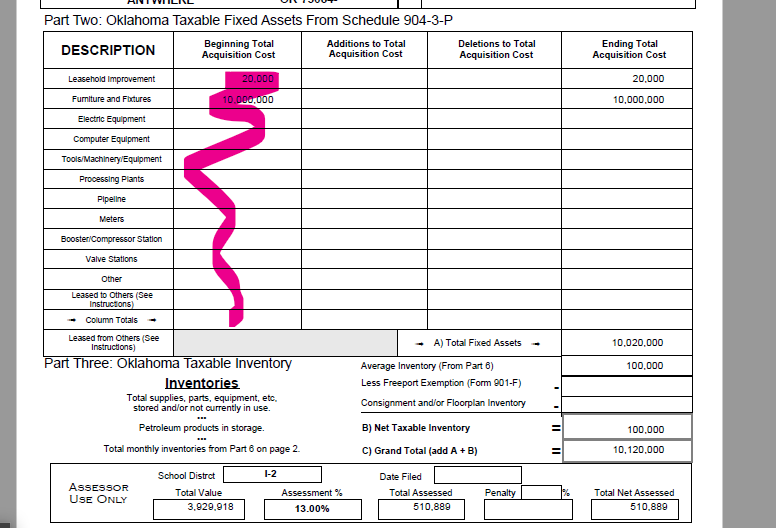 Part Two: Oklahoma Taxable Fixed Assets From Schedule 904-3-P
DESCRIPTION Beginning Total Acquisition Cost Additions to Total Acquisition Cost Deletions to Total Acquisition Cost Ending Total Acquisition Cost
Leasehold Improvement 20,000 20,000
Furniture and Fixtures 10,000,000 10,000,000
Electric Equipment
Computer Equipment
Tools/Machinery/Equipment
Processing Plants
Pipeline
Meters
Booster/Compressor Station
Valve Stations
Other
Leased to Others (See Instructions)
→ Column Totals →
Leased from Others (See Instructions) → A) Total Fixed Assets → 10,020,000
Part Three: Oklahoma Taxable Inventory
Average Inventory (From Part 6) 100,000
Inventories
Less Freeport Exemption (Form 901-F) -
Total supplies, parts, equipment, etc,
stored and/or not currently in use.
Consignment and/or Floorplan Inventory -
•••
Petroleum products in storage.
B) Net Taxable Inventory = 100,000
•••
Total monthly inventories from Part 6 on page 2.
C) Grand Total (add A + B) = 10,120,000
ASSESSOR
USE ONLY
School Distrct I-2 Date Filed
Total Value Assessment % Total Assessed Penalty % Total Net Assessed
3,929,918 13.00% 510,889 510,889